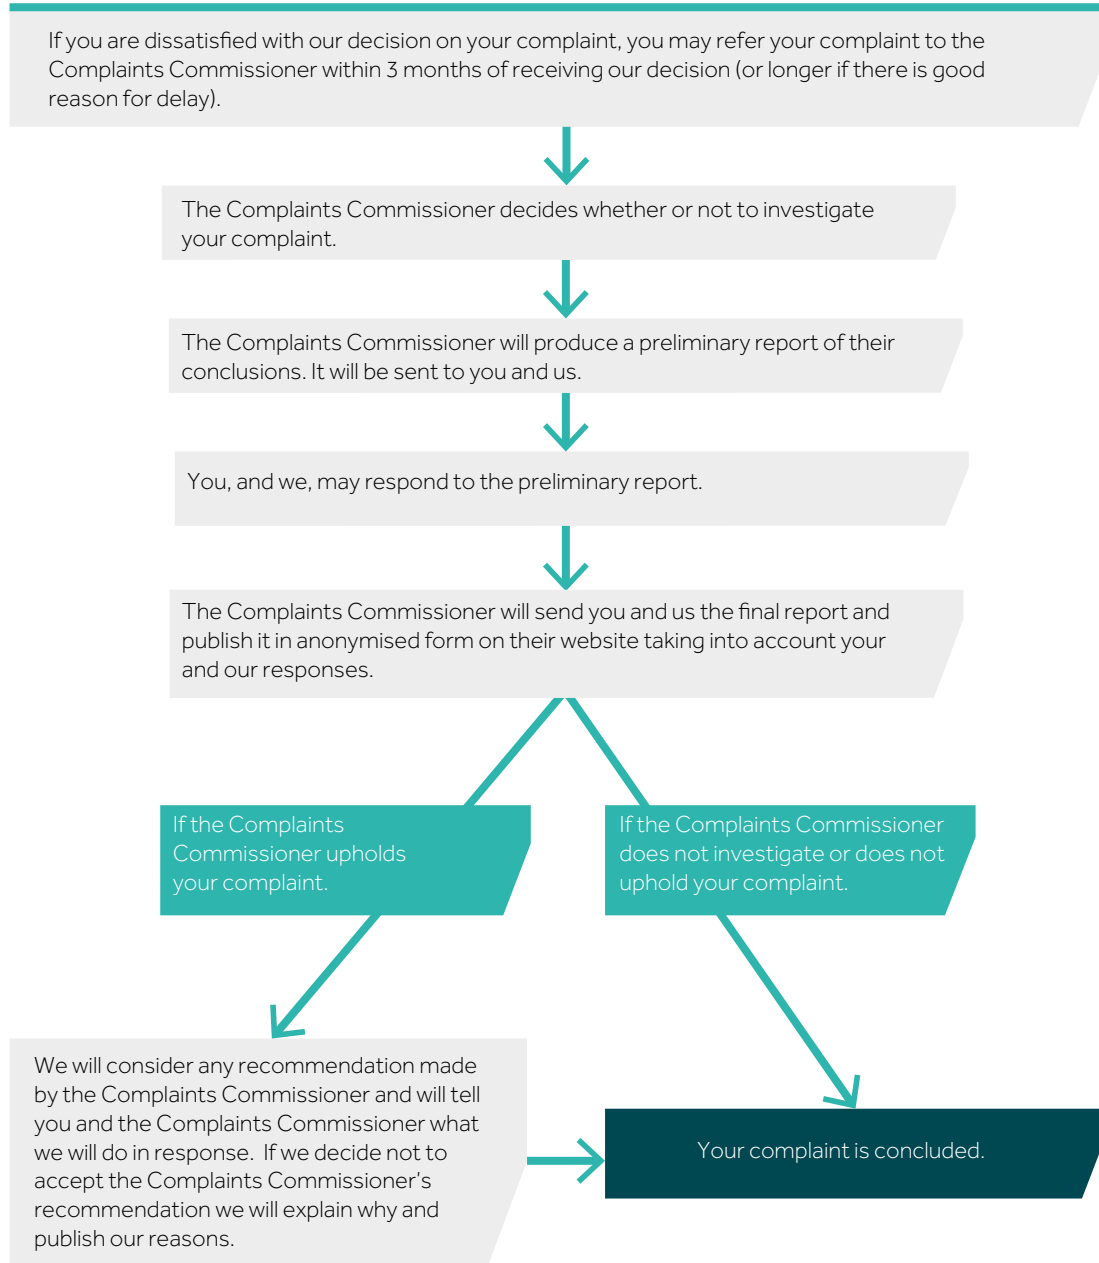 If you are dissatisfied with our decision on your complaint, you may refer your complaint to the
Complaints Commissioner within 3 months of receiving our decision (or longer if there is good
reason for delay).
The Complaints Commissioner decides whether or not to investigate
your complaint.
The Complaints Commissioner will produce a preliminary report of their
conclusions. It will be sent to you and us.
You, and we, may respond to the preliminary report.
The Complaints Commissioner will send you and us the final report and
publish it in anonymised form on their website taking into account your
and our responses.
If the Complaints
Commissioner upholds
your complaint.
If the Complaints Commissioner
does not investigate or does not
uphold your complaint.
We will consider any recommendation made
by the Complaints Commissioner and will tell
you and the Complaints Commissioner what
we will do in response.  If we decide not to
accept the Complaints Commissioner's
recommendation we will explain why and
publish our reasons.
Your complaint is concluded.